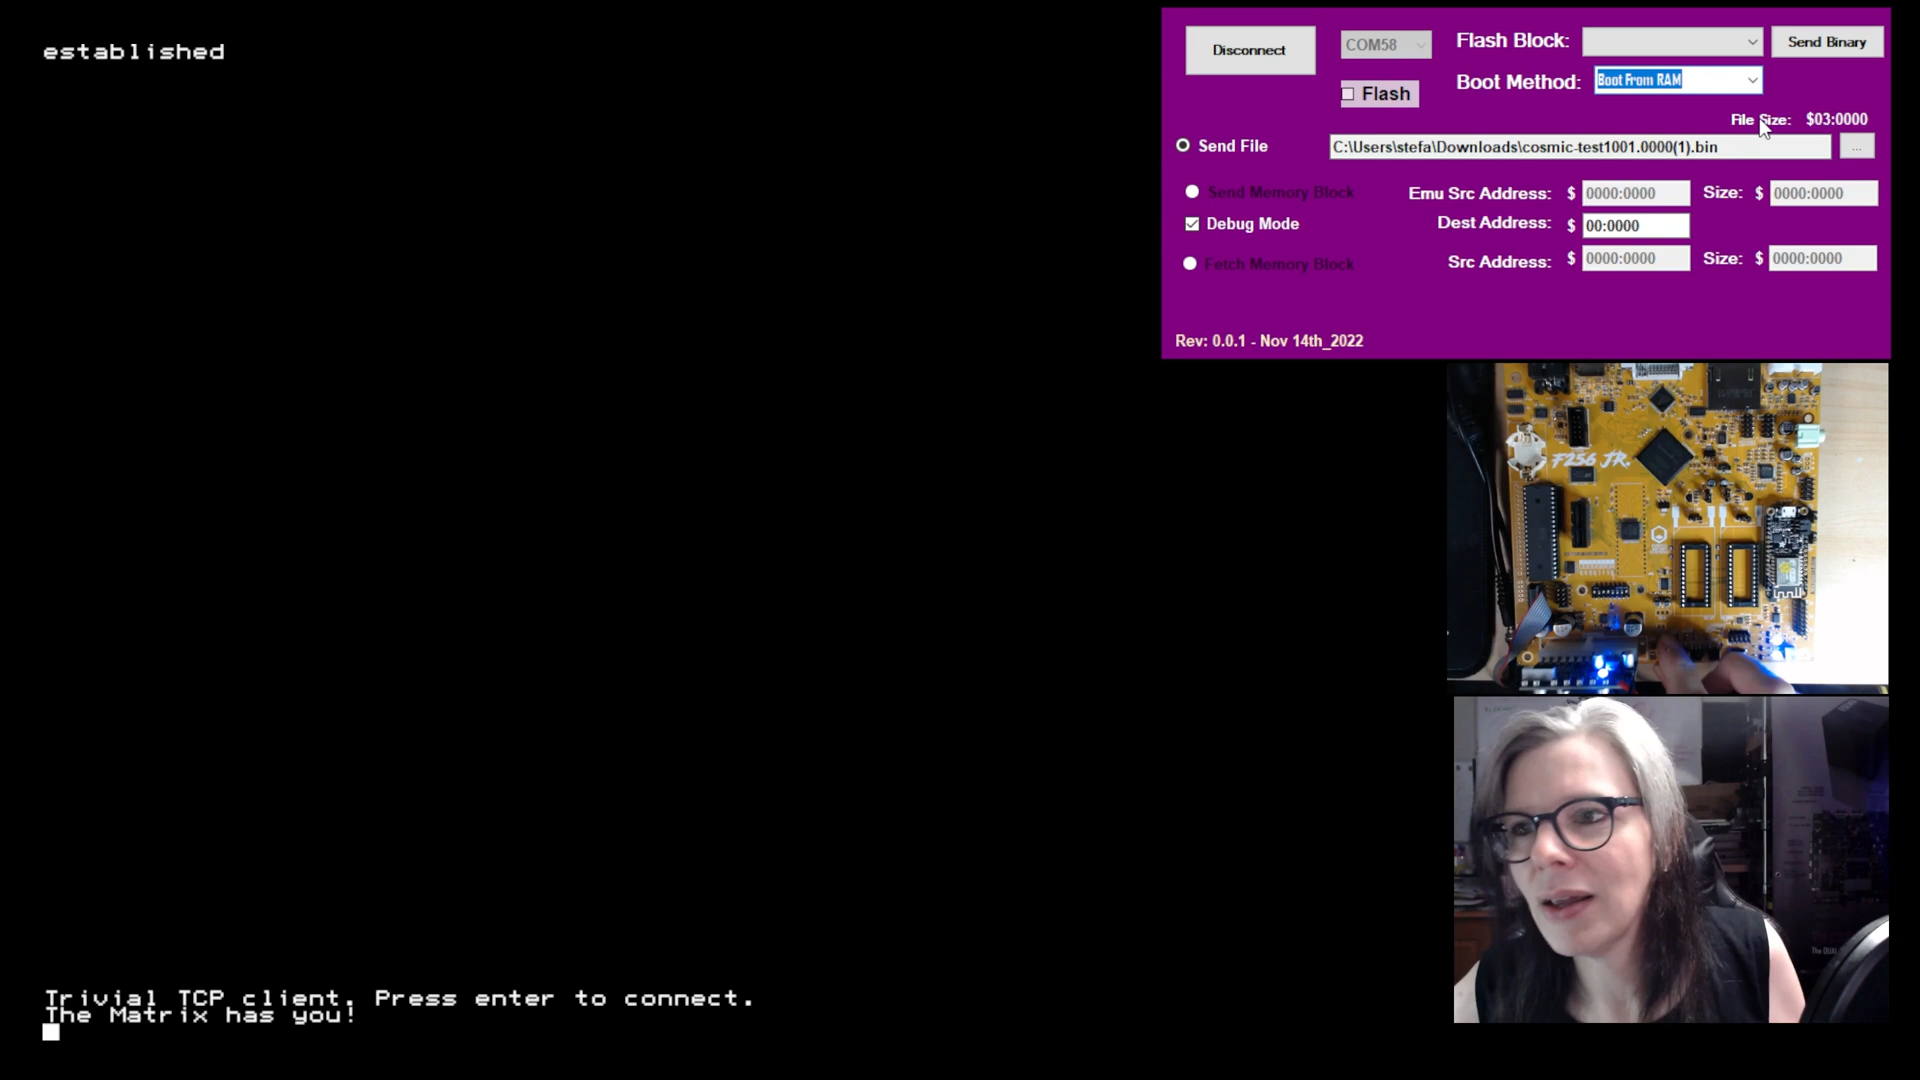 established
Disconnect
COM58
Flash Block:
Send Binary
Boot Method:
Boot From RAM
Flash
File Size: $03:0000
Send File
C:\Users\stefa\Downloads\cosmic-test1001.0000(1).bin
...
Send Memory Block
Emu Src Address: $ 0000:0000
Size: $ 0000:0000
Debug Mode
Dest Address: $ 00:0000
Fetch Memory Block
Src Address: $ 0000:0000
Size: $ 0000:0000
Rev: 0.0.1 - Nov 14th_2022
F256 JR.
Trivial TCP client. Press enter to connect.
The Matrix has you!